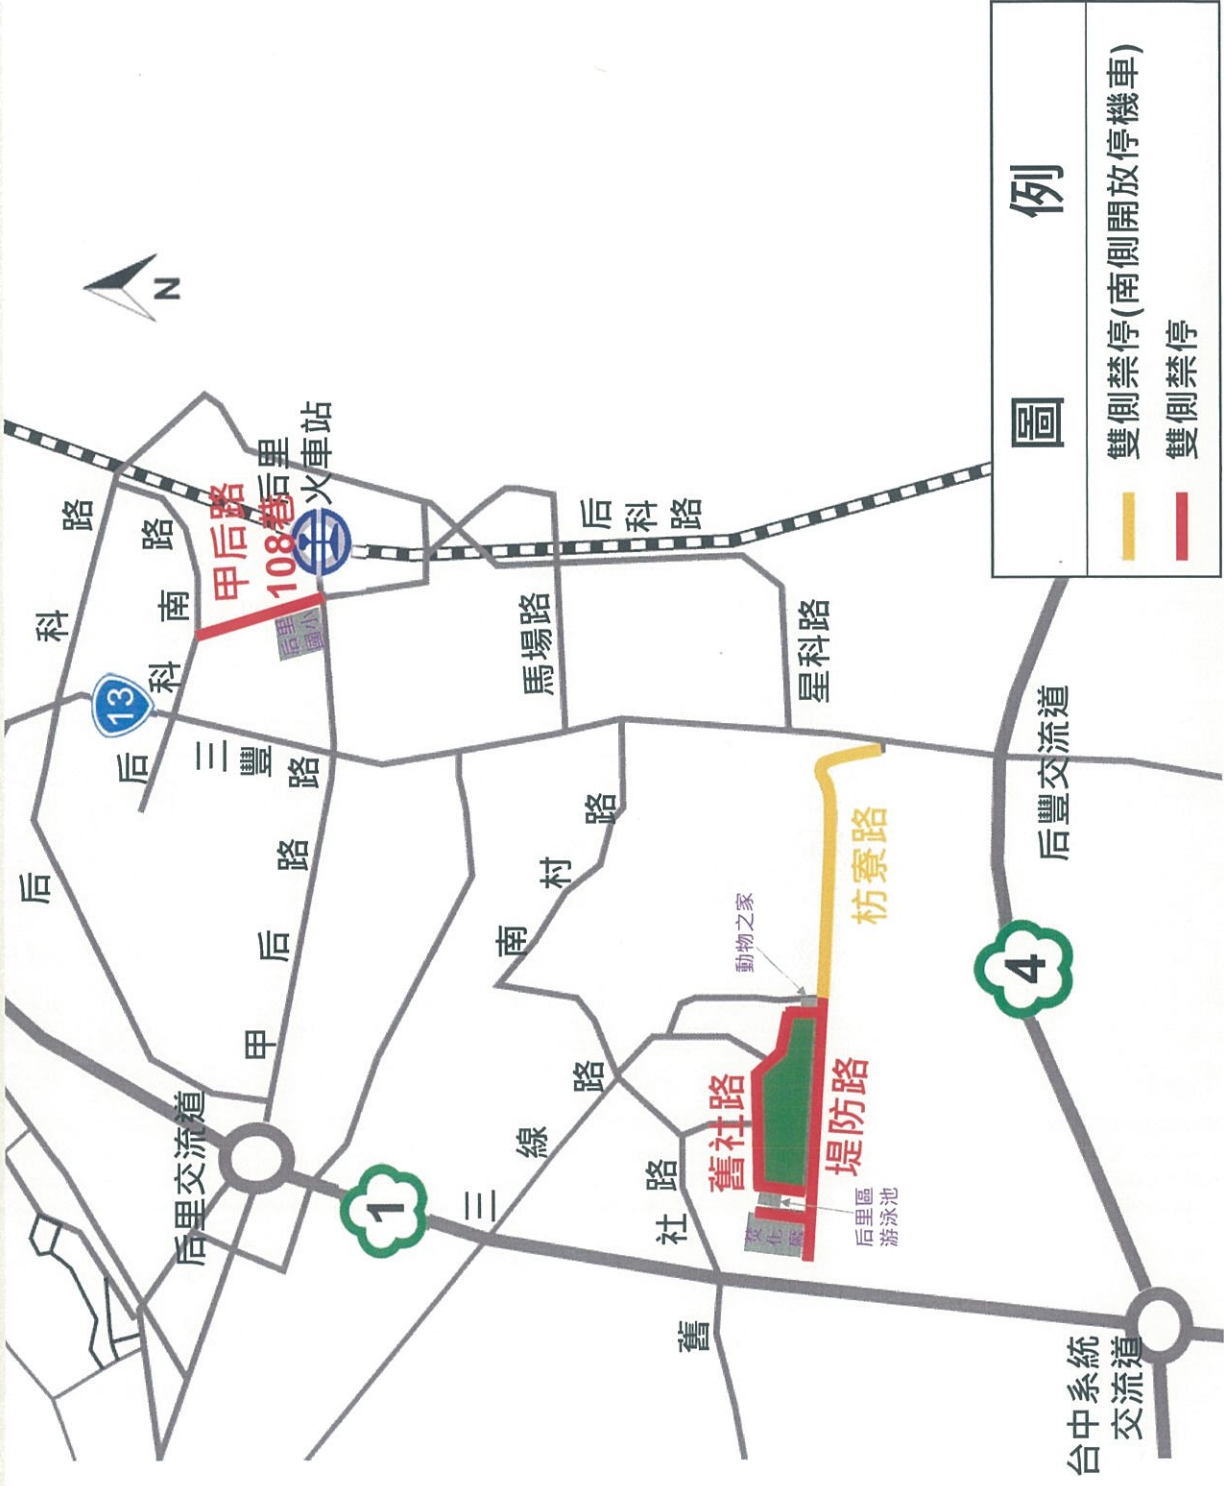 后科路
后科南路
13
三豐路
甲后路
甲后路
108巷
后里
火車站
后里
國小
N
后科路
馬場路
星科路
南村路
三線路
后里交流道
1
舊社路
舊社路
堤防路
枋寮路
動物之家
后里區
游泳池
焚化廠
后豐交流道
4
台中系統
交流道
圖例
雙側禁停(南側開放停機車)
雙側禁停